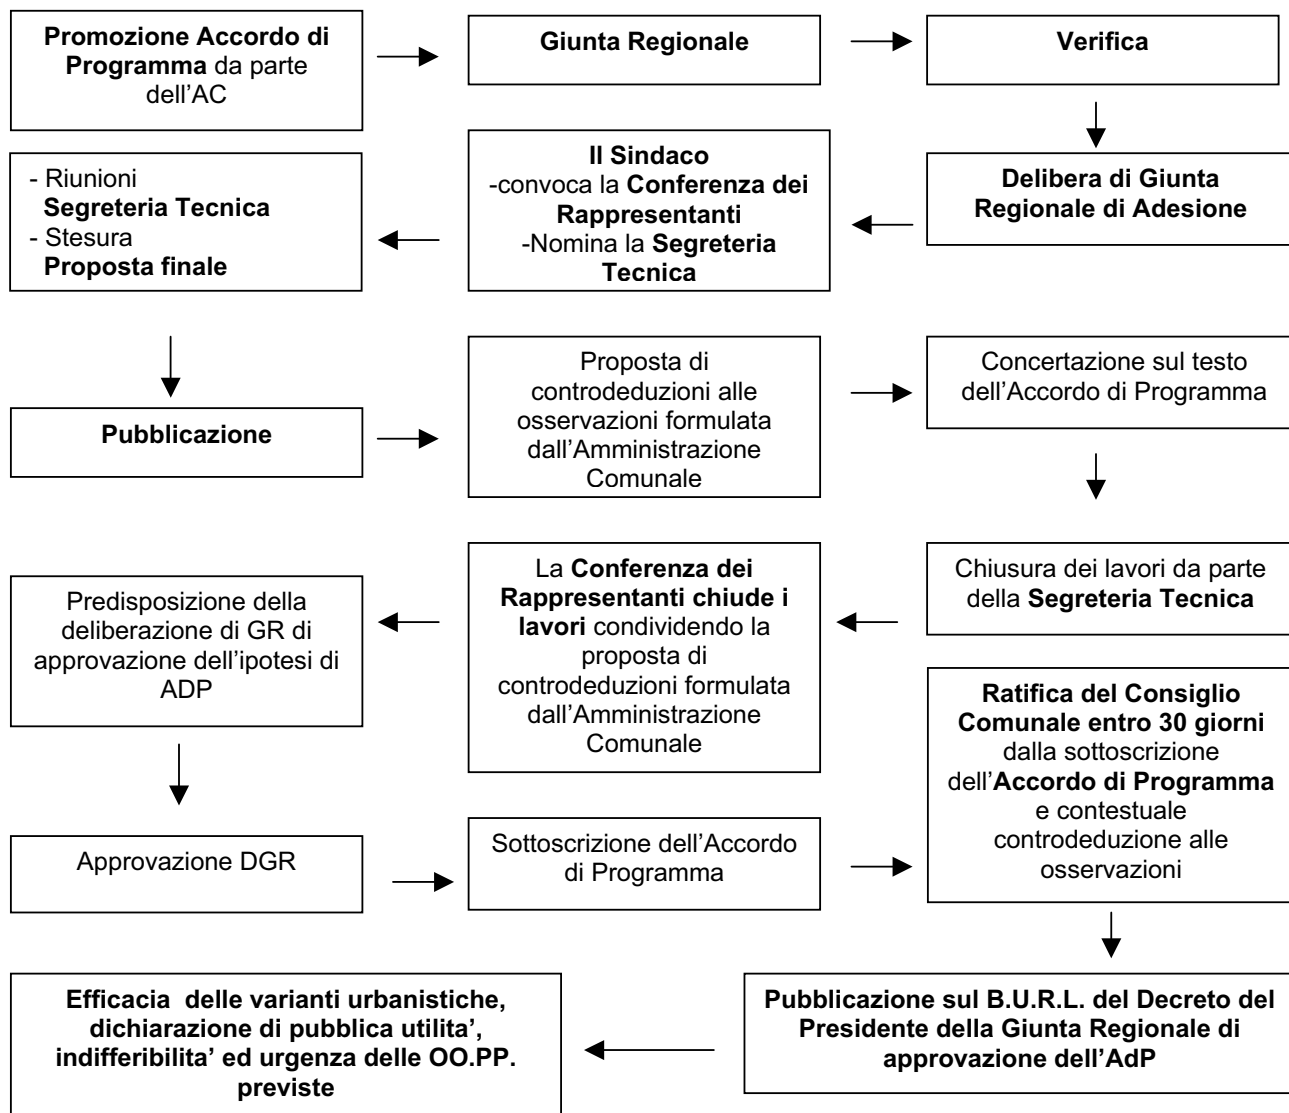 Promozione Accordo di
Programma da parte
dell'AC
Giunta Regionale
Verifica
Delibera di Giunta
Regionale di Adesione
Il Sindaco
-convoca la Conferenza dei
Rappresentanti
-Nomina la Segreteria
Tecnica
- Riunioni
Segreteria Tecnica
- Stesura
Proposta finale
Pubblicazione
Proposta di
controdeduzioni alle
osservazioni formulata
dall'Amministrazione
Comunale
Concertazione sul testo
dell'Accordo di Programma
Chiusura dei lavori da parte
della Segreteria Tecnica
La Conferenza dei
Rappresentanti chiude i
lavori condividendo la
proposta di
controdeduzioni formulata
dall'Amministrazione
Comunale
Predisposizione della
deliberazione di GR di
approvazione dell'ipotesi di
ADP
Approvazione DGR
Sottoscrizione dell'Accordo
di Programma
Ratifica del Consiglio
Comunale entro 30 giorni
dalla sottoscrizione
dell'Accordo di Programma
e contestuale
controdeduzione alle
osservazioni
Pubblicazione sul B.U.R.L. del Decreto del
Presidente della Giunta Regionale di
approvazione dell'AdP
Efficacia  delle varianti urbanistiche,
dichiarazione di pubblica utilita',
indifferibilita' ed urgenza delle OO.PP.
previste